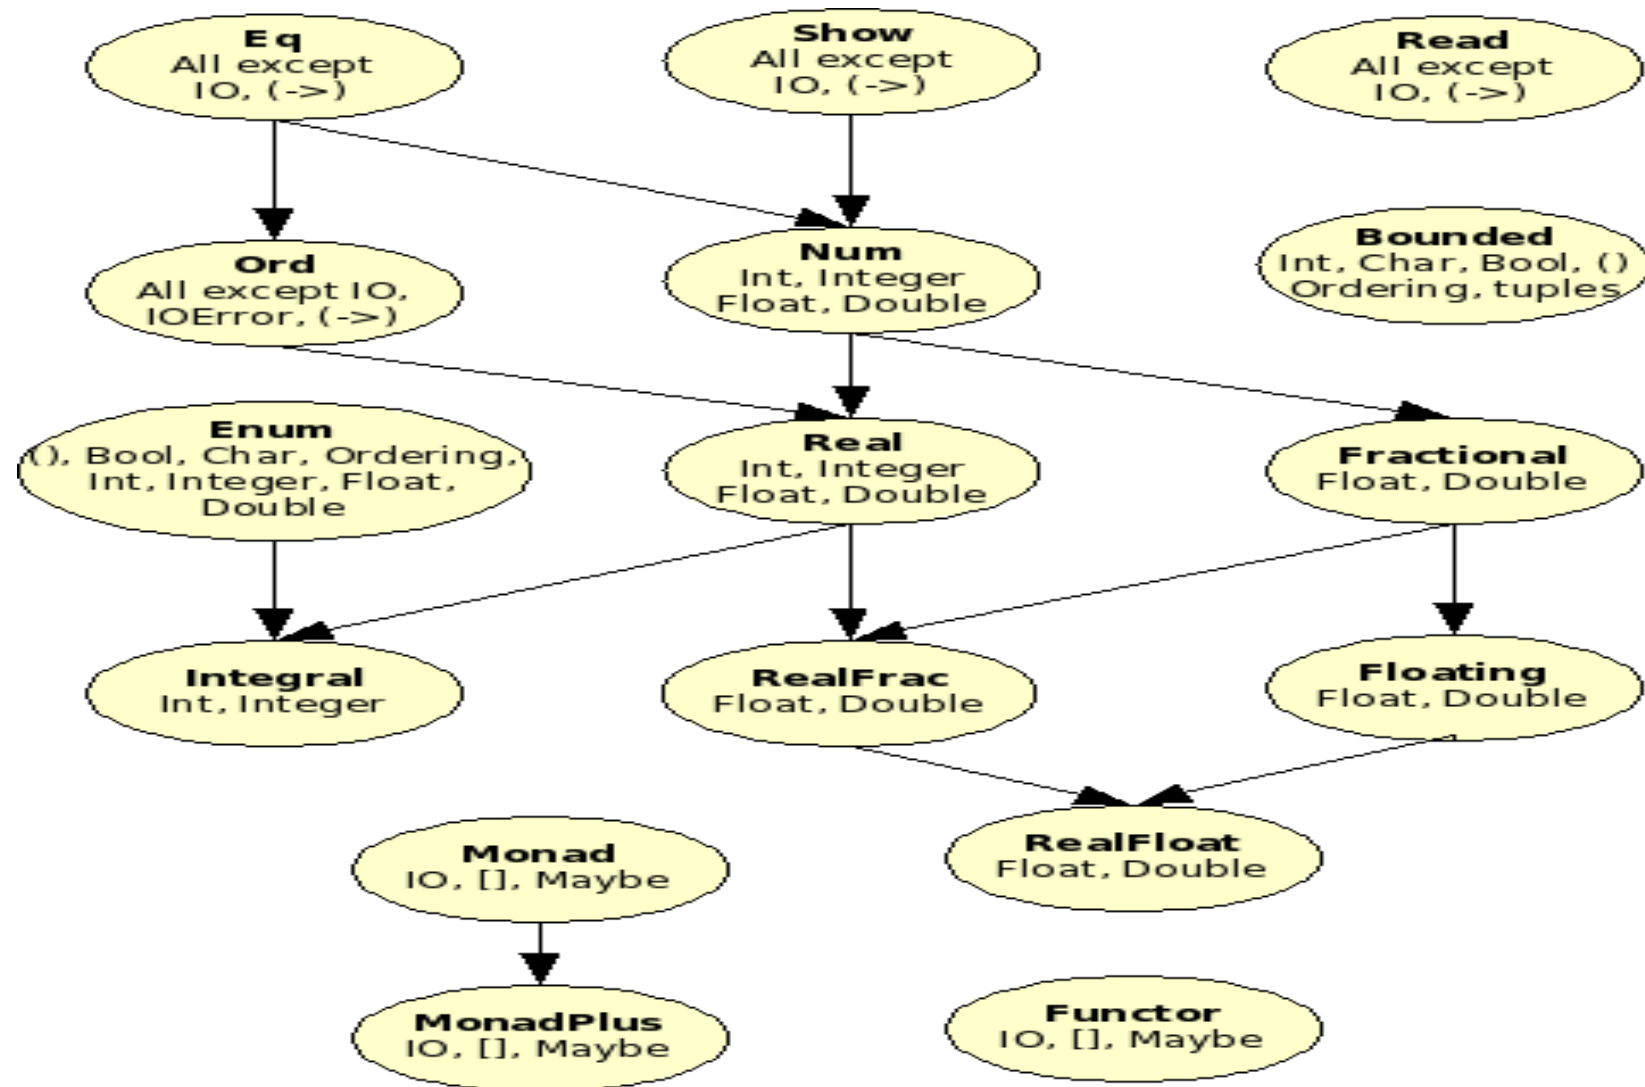 Eq
All except
IO, (->)
Show
All except
IO, (->)
Read
All except
IO, (->)
Ord
All except IO,
IOError, (->)
Num
Int, Integer
Float, Double
Bounded
Int, Char, Bool, ()
Ordering, tuples
Enum
(), Bool, Char, Ordering,
Int, Integer, Float,
Double
Real
Int, Integer
Float, Double
Fractional
Float, Double
Integral
Int, Integer
RealFrac
Float, Double
Floating
Float, Double
Monad
IO, [], Maybe
RealFloat
Float, Double
MonadPlus
IO, [], Maybe
Functor
IO, [], Maybe